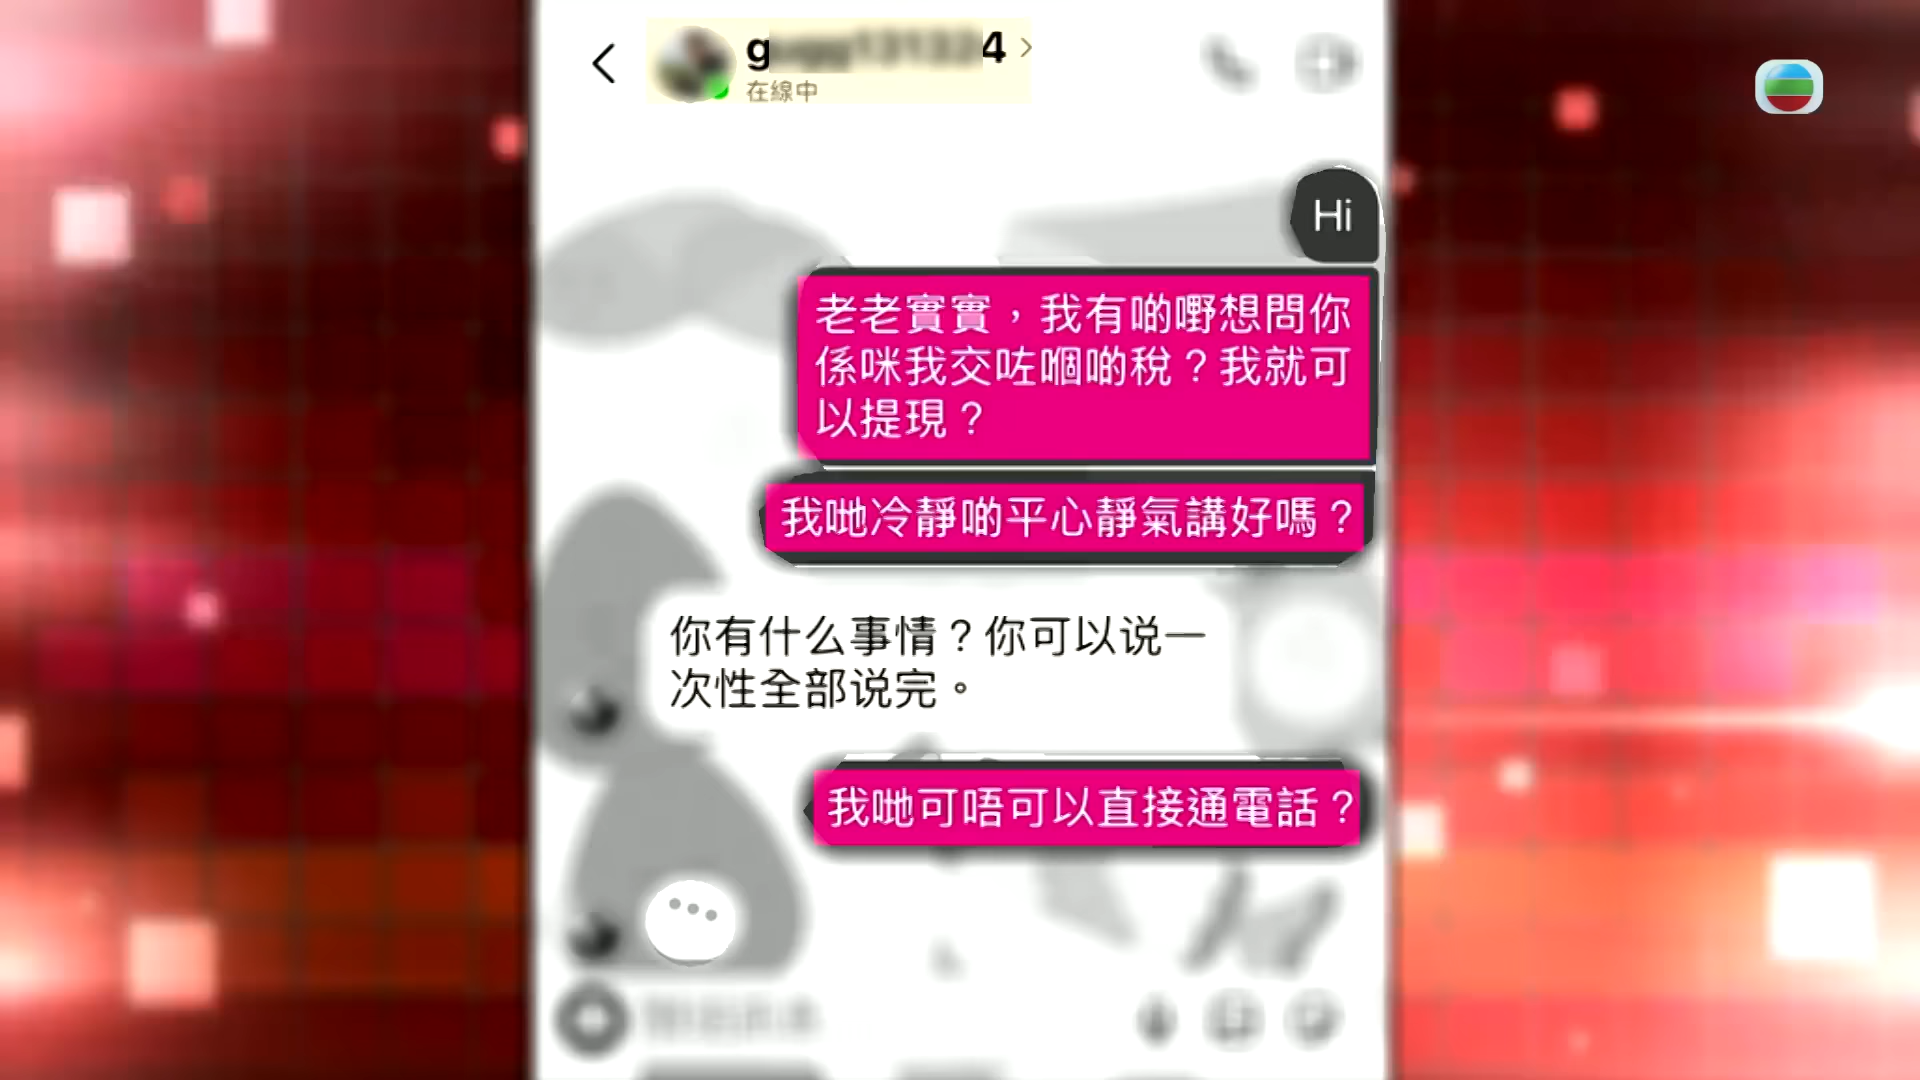 在線中
Hi
老老實實，我有啲嘢想問你
係咪我交咗嗰啲稅？我就可
以提現？
我哋冷靜啲平心靜氣講好嗎？
你有什么事情？你可以说一
次性全部说完。
我哋可唔可以直接通電話？